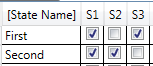 [State Name] S1 S2 S3
First
Second